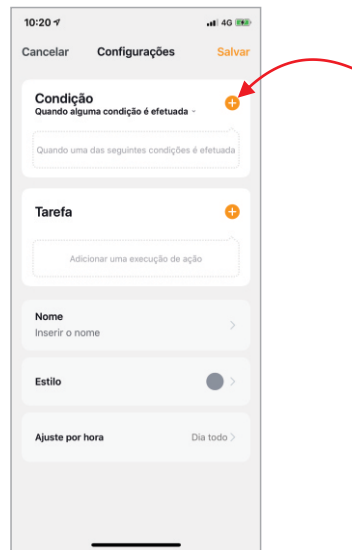 10:20 4G
Cancelar Configurações Salvar
Condição
Quando alguma condição é efetuada
Quando uma das seguintes condições é efetuada
Tarefa
Adicionar uma execução de ação
Nome
Inserir o nome
Estilo
Ajuste por hora Dia todo